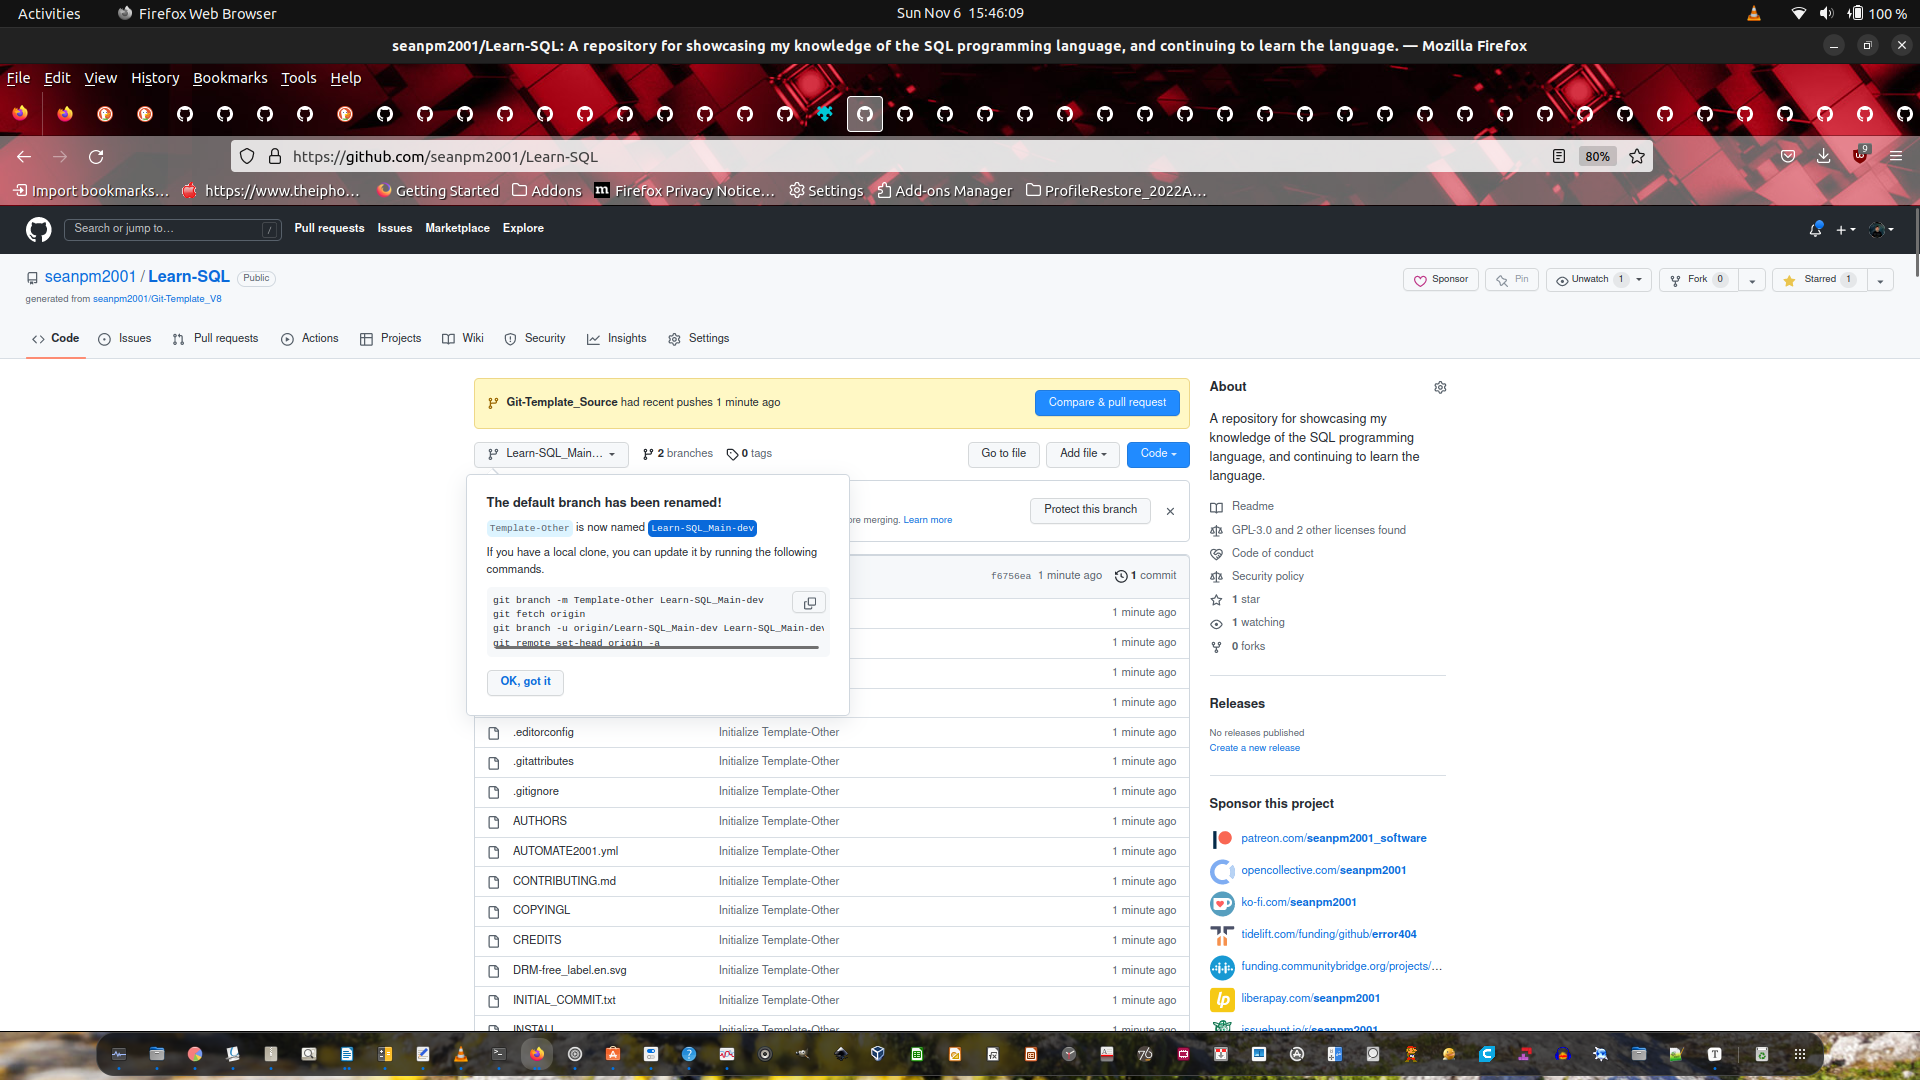 Activities
Firefox Web Browser
Sun Nov 6 15:46:09
100 %
seanpm2001/Learn-SQL: A repository for showcasing my knowledge of the SQL programming language, and continuing to learn the language. — Mozilla Firefox
File Edit View History Bookmarks Tools Help
https://github.com/seanpm2001/Learn-SQL
80%
9
Import bookmarks…
https://www.theipho…
Getting Started
Addons
Firefox Privacy Notice…
Settings
Add-ons Manager
ProfileRestore_2022A…
Search or jump to…
/
Pull requests
Issues
Marketplace
Explore
seanpm2001 / Learn-SQL Public
generated from seanpm2001/Git-Template_V8
Sponsor
Pin
Unwatch 1
Fork 0
Starred 1
Code
Issues
Pull requests
Actions
Projects
Wiki
Security
Insights
Settings
Git-Template_Source had recent pushes 1 minute ago
Compare & pull request
Learn-SQL_Main…
2 branches
0 tags
Go to file
Add file
Code
The default branch has been renamed!
Template-Other is now named Learn-SQL_Main-dev
If you have a local clone, you can update it by running the following
commands.
git branch -m Template-Other Learn-SQL_Main-dev
git fetch origin
git branch -u origin/Learn-SQL_Main-dev Learn-SQL_Main-dev
git remote set-head origin -a
OK, got it
ore merging. Learn more
Protect this branch
f6756ea 1 minute ago
1 commit
1 minute ago
1 minute ago
1 minute ago
1 minute ago
.editorconfig Initialize Template-Other 1 minute ago
.gitattributes Initialize Template-Other 1 minute ago
.gitignore Initialize Template-Other 1 minute ago
AUTHORS Initialize Template-Other 1 minute ago
AUTOMATE2001.yml Initialize Template-Other 1 minute ago
CONTRIBUTING.md Initialize Template-Other 1 minute ago
COPYINGL Initialize Template-Other 1 minute ago
CREDITS Initialize Template-Other 1 minute ago
DRM-free_label.en.svg Initialize Template-Other 1 minute ago
INITIAL_COMMIT.txt Initialize Template-Other 1 minute ago
INSTALL Initialize Template-Other 1 minute ago
About
A repository for showcasing my
knowledge of the SQL programming
language, and continuing to learn the
language.
Readme
GPL-3.0 and 2 other licenses found
Code of conduct
Security policy
1 star
1 watching
0 forks
Releases
No releases published
Create a new release
Sponsor this project
patreon.com/seanpm2001_software
opencollective.com/seanpm2001
ko-fi.com/seanpm2001
tidelift.com/funding/github/error404
funding.communitybridge.org/projects/…
liberapay.com/seanpm2001
issuehunt.io/r/seanpm2001